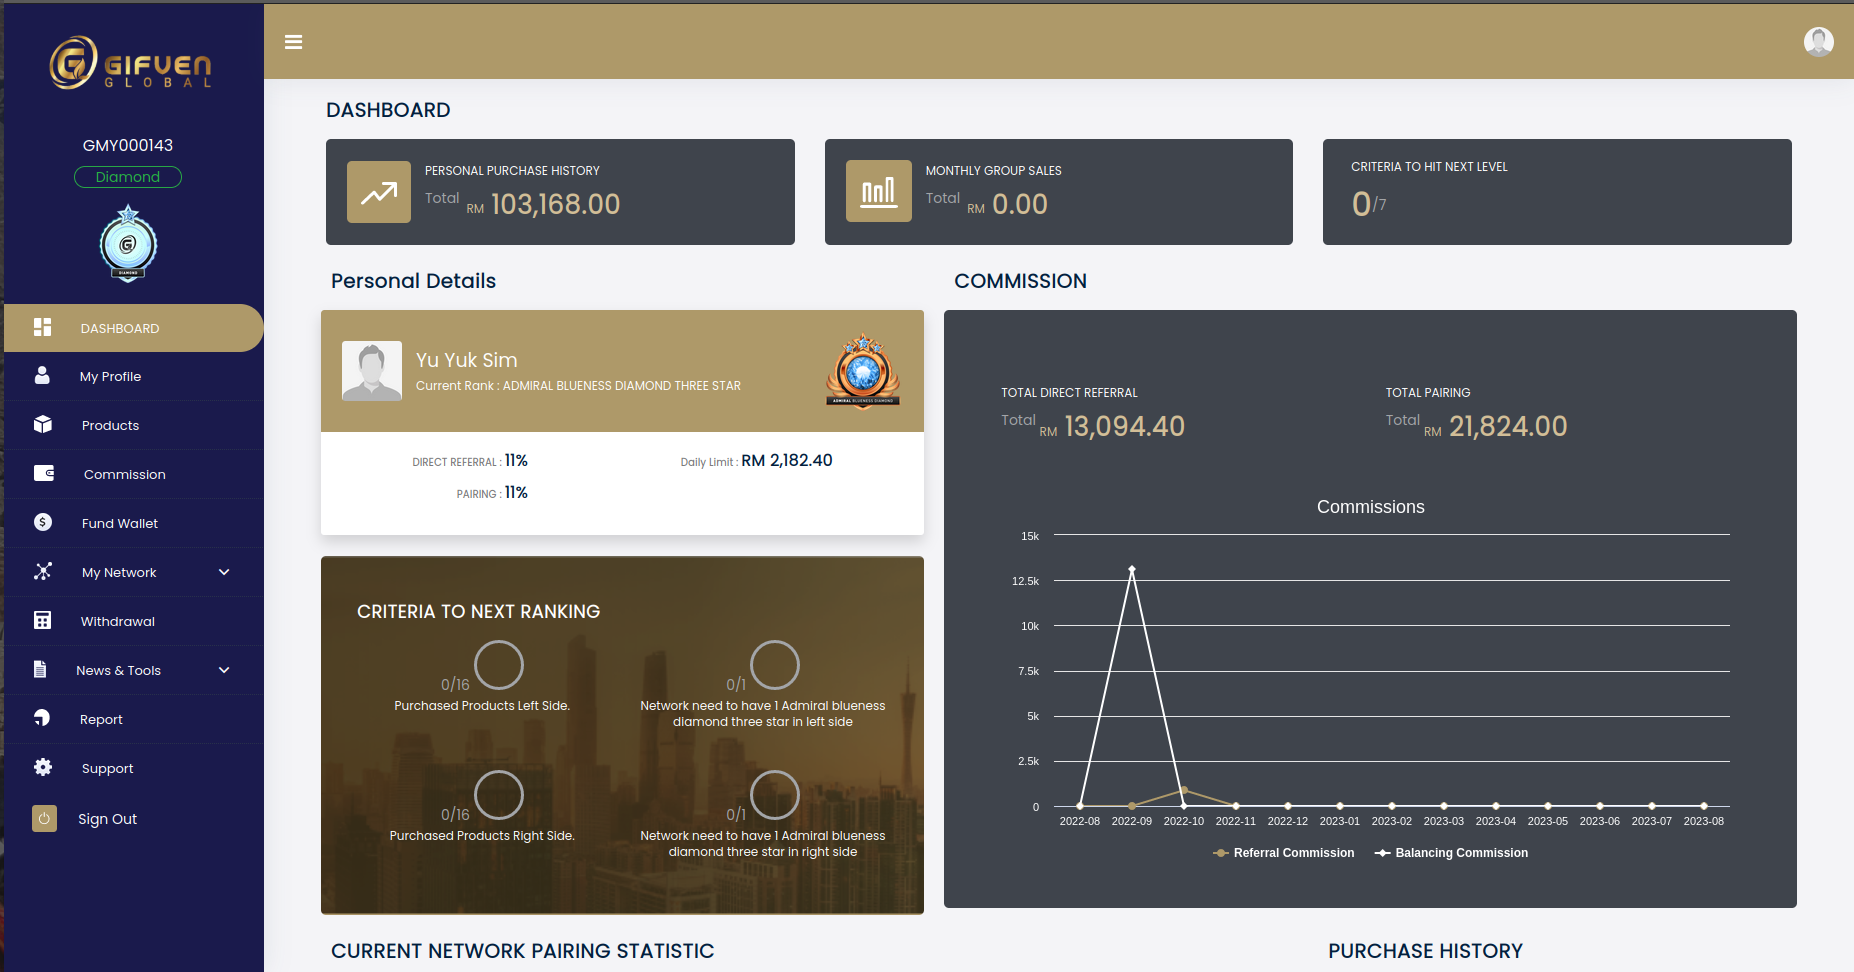 GIFVEN
GLOBAL
GMY000143
Diamond
DIAMOND
DASHBOARD
My Profile
Products
Commission
Fund Wallet
My Network
Withdrawal
News & Tools
Report
Support
Sign Out
DASHBOARD
PERSONAL PURCHASE HISTORY
Total RM 103,168.00
MONTHLY GROUP SALES
Total RM 0.00
CRITERIA TO HIT NEXT LEVEL
0/7
Personal Details
Yu Yuk Sim
Current Rank : ADMIRAL BLUENESS DIAMOND THREE STAR
ADMIRAL BLUENESS DIAMOND
DIRECT REFERRAL : 11%
Daily Limit : RM 2,182.40
PAIRING : 11%
CRITERIA TO NEXT RANKING
0/16
Purchased Products Left Side.
0/1
Network need to have 1 Admiral blueness
diamond three star in left side
0/16
Purchased Products Right Side.
0/1
Network need to have 1 Admiral blueness
diamond three star in right side
COMMISSION
TOTAL DIRECT REFERRAL
Total RM 13,094.40
TOTAL PAIRING
Total RM 21,824.00
Commissions
15k
12.5k
10k
7.5k
5k
2.5k
0
2022-08 2022-09 2022-10 2022-11 2022-12 2023-01 2023-02 2023-03 2023-04 2023-05 2023-06 2023-07 2023-08
Referral Commission Balancing Commission
CURRENT NETWORK PAIRING STATISTIC
PURCHASE HISTORY